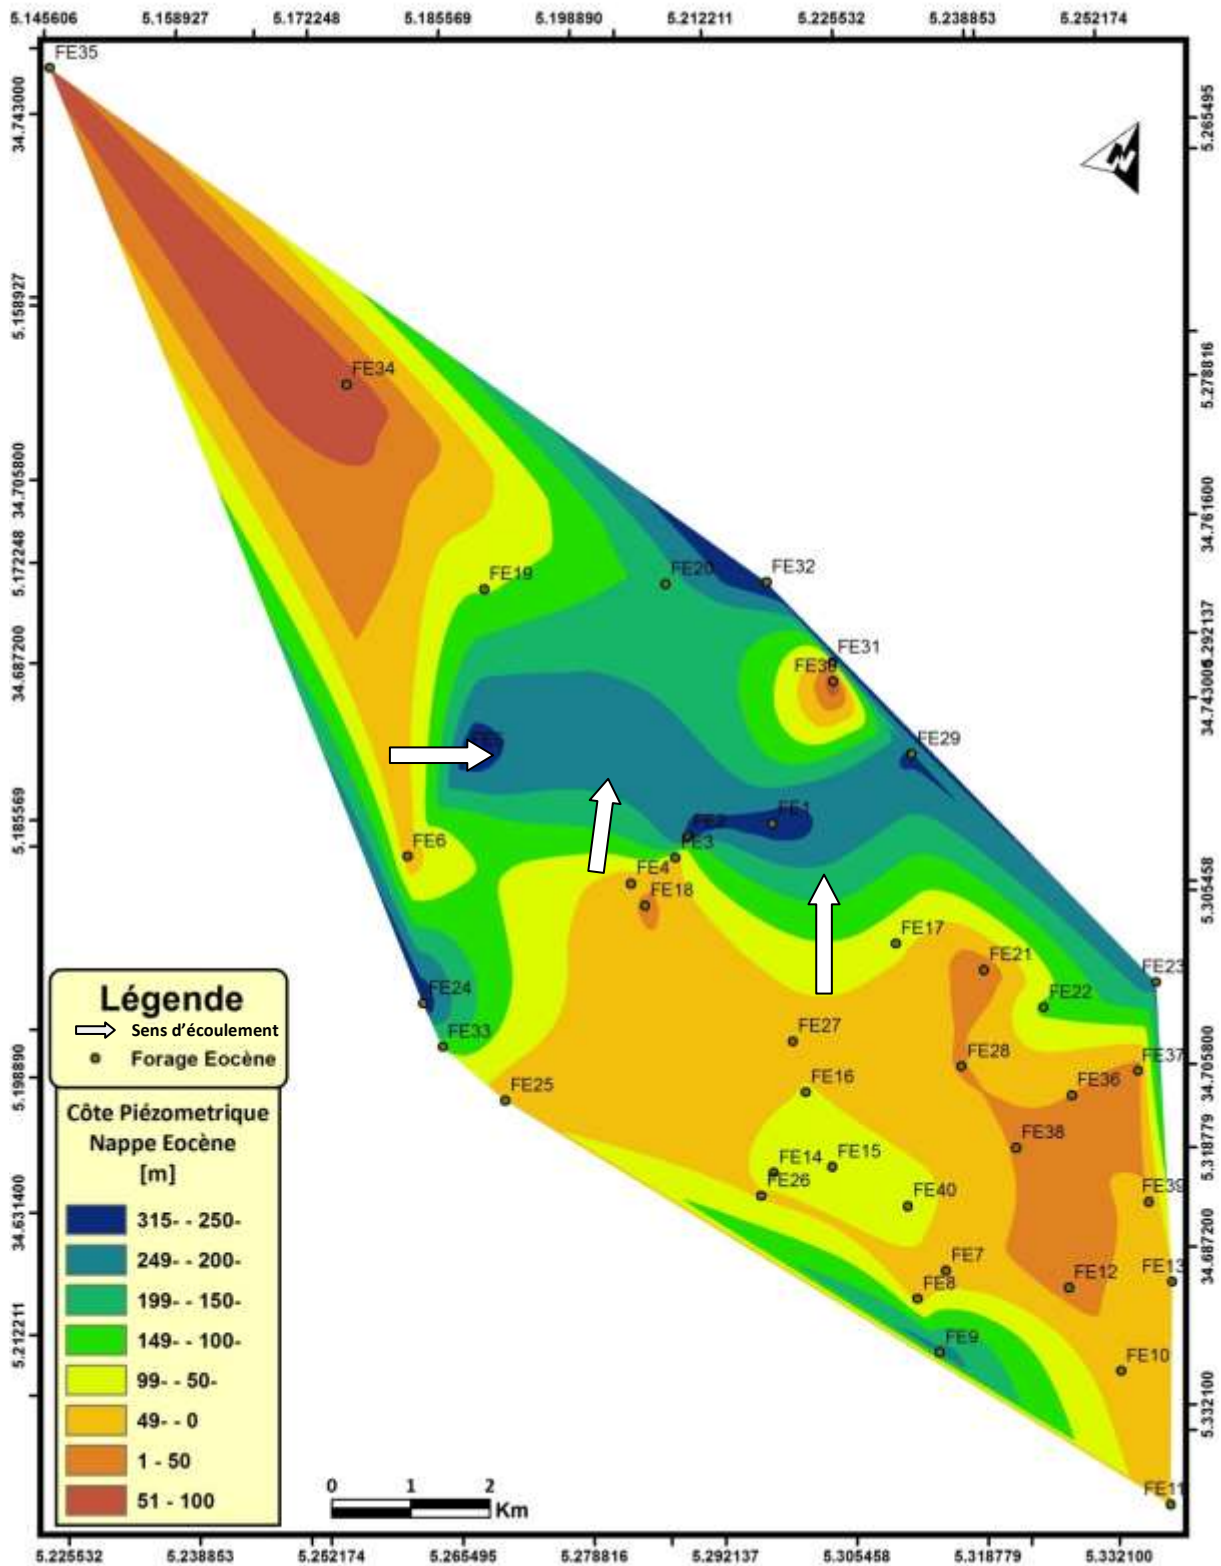 5.145606 5.158927 5.172248 5.185569 5.198890 5.212211 5.225532 5.238853 5.252174
FE35
34.743000
5.265495
N
5.158927
5.278816
FE34
34.705800
34.761600
5.172248
FE19
FE20
FE32
5.292137
FE31
34.687200
FE30
34.743006
FE29
5.185569
FE1
FE2
FE3
FE6
FE4
FE18
5.305458
FE17
FE21
FE23
FE24
FE22
FE33
FE27
FE28
FE37
34.705800
5.198890
FE25
FE16
FE36
FE38
5.318779
FE14
FE15
FE26
FE40
FE39
34.631400
34.687200
FE7
FE13
FE8
FE12
5.212211
FE9
FE10
5.332100
FE11
Légende
Sens d'écoulement
Forage Eocène
Côte Piézometrique
Nappe Eocène
[m]
315- - 250-
249- - 200-
199- - 150-
149- - 100-
99- - 50-
49- - 0
1 - 50
51 - 100
0 1 2
Km
5.225532 5.238853 5.252174 5.265495 5.278816 5.292137 5.305458 5.318779 5.332100